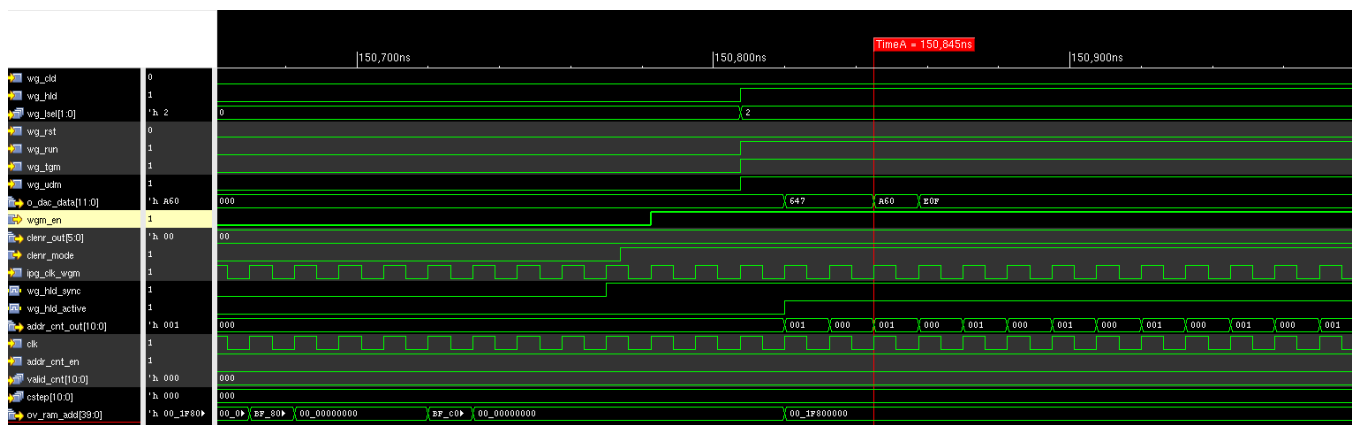 TimeA = 150,845ns
150,700ns 150,800ns 150,900ns
wg_cld 0
wg_hld 1
wg_lsel[1:0] 'h 2 0 2
wg_rst 0
wg_run 1
wg_tgm 1
wg_udm 1
o_dac_data[11:0] 'h A60 000 647 A60 E0F
wgm_en 1
clenr_out[5:0] 'h 00 00
clenr_mode 1
ipg_clk_wgm 1
wg_hld_sync 1
wg_hld_active 1
addr_cnt_out[10:0] 'h 001 000 001 000 001 000 001 000 001 000 001 000 001 000 001
clk 1
addr_cnt_en 1
valid_cnt[10:0] 'h 000 000
cstep[10:0] 'h 000 000
ov_ram_add[39:0] 'h 00_1F80 00_0 BF_80 00_00000000 BF_C0 00_00000000 00_1F800000